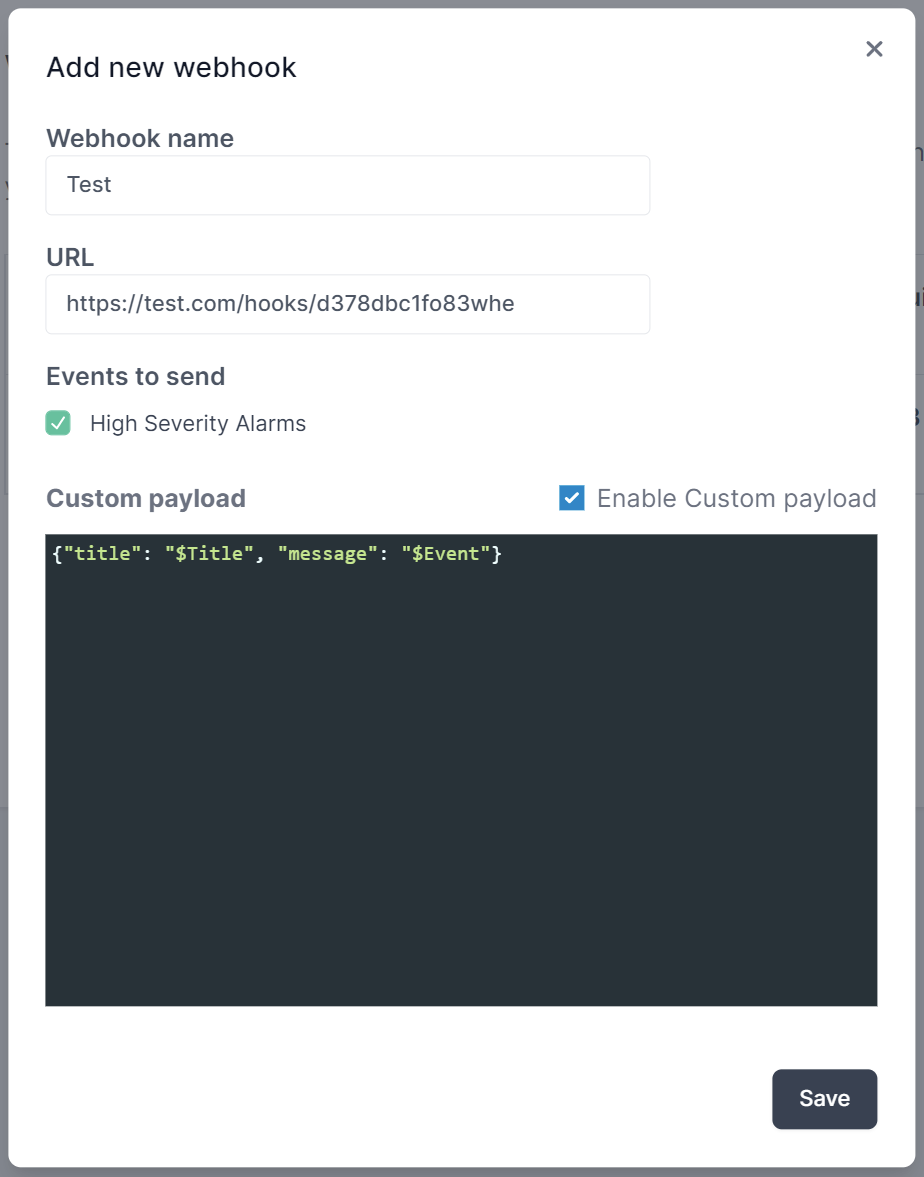 Add new webhook
Webhook name
Test
URL
https://test.com/hooks/d378dbc1fo83whe
Events to send
High Severity Alarms
Custom payload
Enable Custom payload
{"title": "$Title", "message": "$Event"}
Save